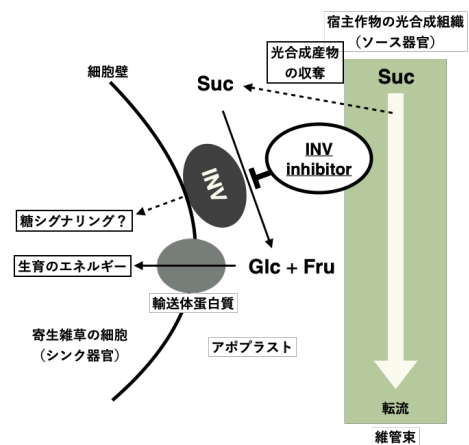 宿主作物の光合成組織
(ソース器官)
光合成産物
の収奪
細胞壁
Suc
Suc
INV
inhibitor
INV
糖シグナリング?
生育のエネルギー
Glc + Fru
輸送体蛋白質
寄生雑草の細胞
(シンク器官)
アポプラスト
転流
維管束